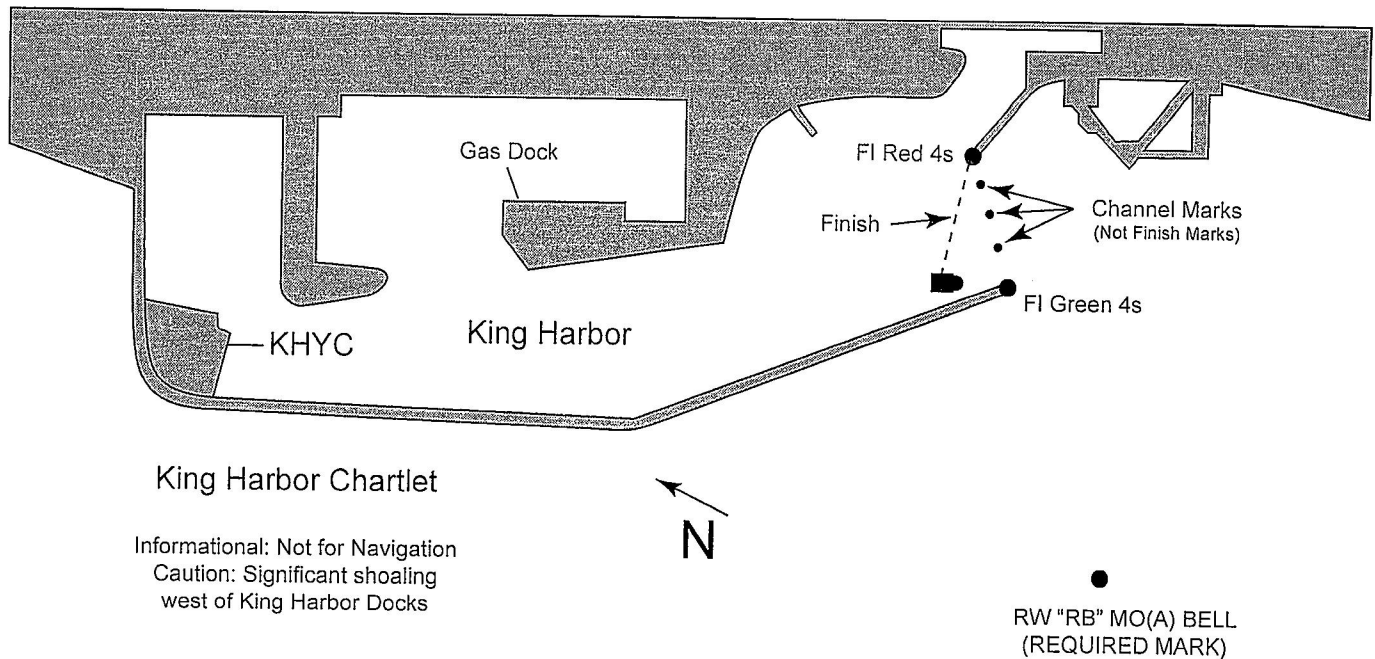 Gas Dock
Fl Red 4s
Channel Marks
(Not Finish Marks)
Finish
Fl Green 4s
KHYC
King Harbor
King Harbor Chartlet
N
Informational: Not for Navigation
Caution: Significant shoaling
west of King Harbor Docks
RW "RB" MO(A) BELL
(REQUIRED MARK)